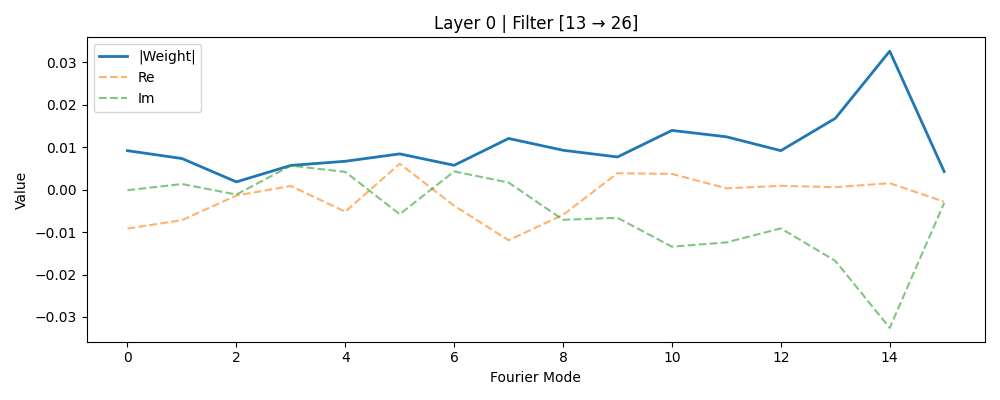 Layer 0 | Filter [13 → 26]
|Weight|
Re
Im
0.03
0.02
0.01
0.00
−0.01
−0.02
−0.03
Value
0 2 4 6 8 10 12 14
Fourier Mode